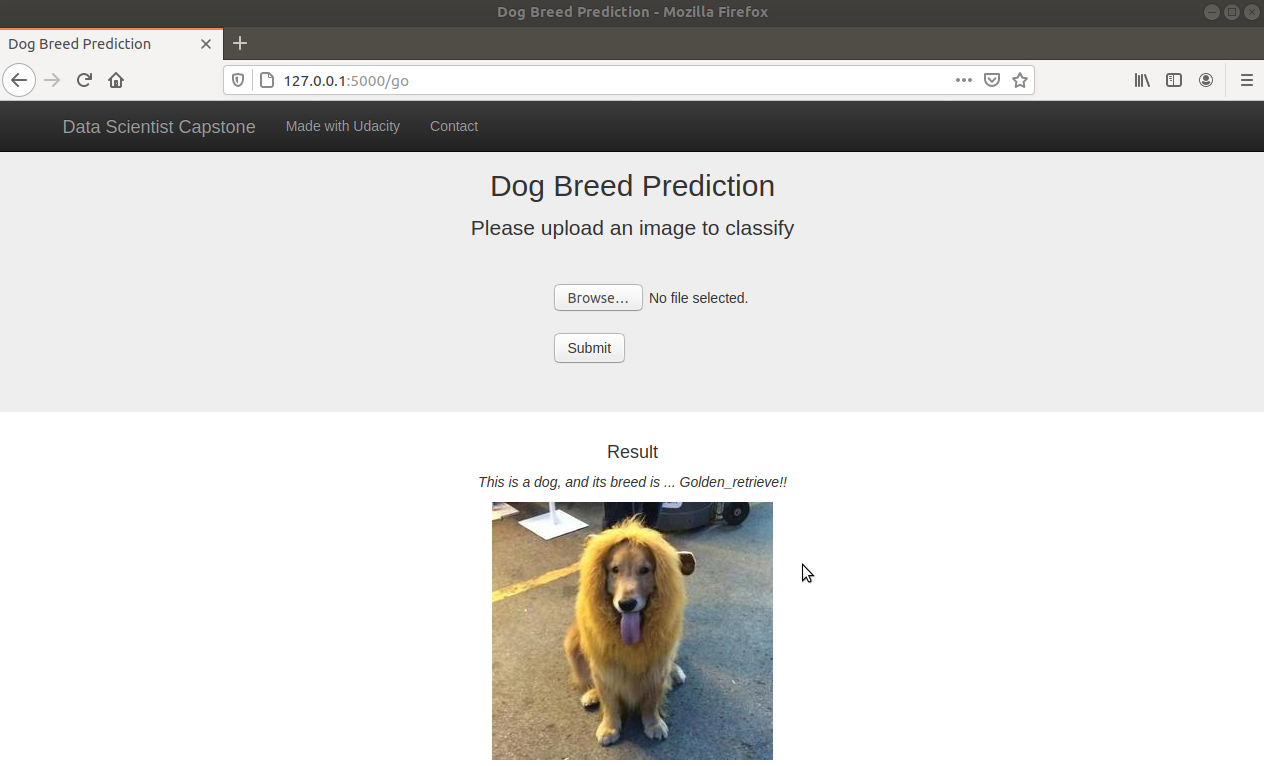 Dog Breed Prediction - Mozilla Firefox
Dog Breed Prediction
127.0.0.1:5000/go
Data Scientist Capstone Made with Udacity Contact
Dog Breed Prediction
Please upload an image to classify
Browse... No file selected.
Submit
Result
This is a dog, and its breed is ... Golden_retrieve!!